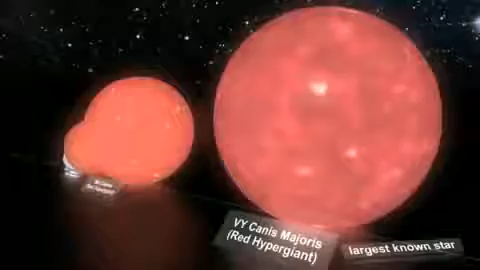 VY Canis Majoris
(Red Hypergiant)
largest known star